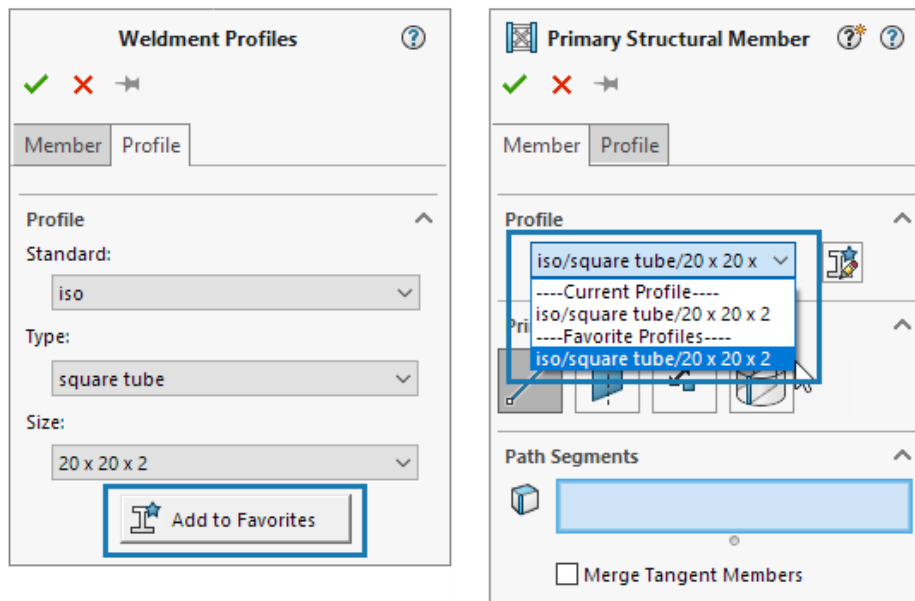 Weldment Profiles
Member Profile
Profile
Standard:
iso
Type:
square tube
Size:
20 x 20 x 2
Add to Favorites
Primary Structural Member
Member Profile
Profile
iso/square tube/20 x 20 x
----Current Profile----
iso/square tube/20 x 20 x 2
----Favorite Profiles----
iso/square tube/20 x 20 x 2
Pri
Path Segments
Merge Tangent Members